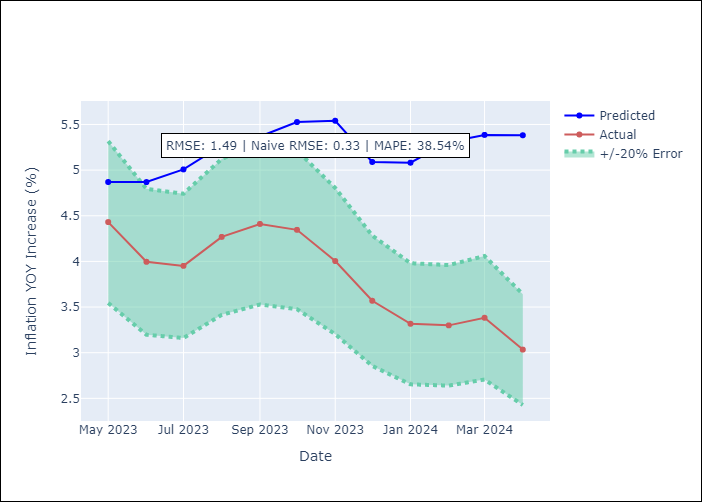 Predicted
Actual
+/-20% Error
RMSE: 1.49 | Naive RMSE: 0.33 | MAPE: 38.54%
Inflation YOY Increase (%)
5.5
5
4.5
4
3.5
3
2.5
May 2023 Jul 2023 Sep 2023 Nov 2023 Jan 2024 Mar 2024
Date